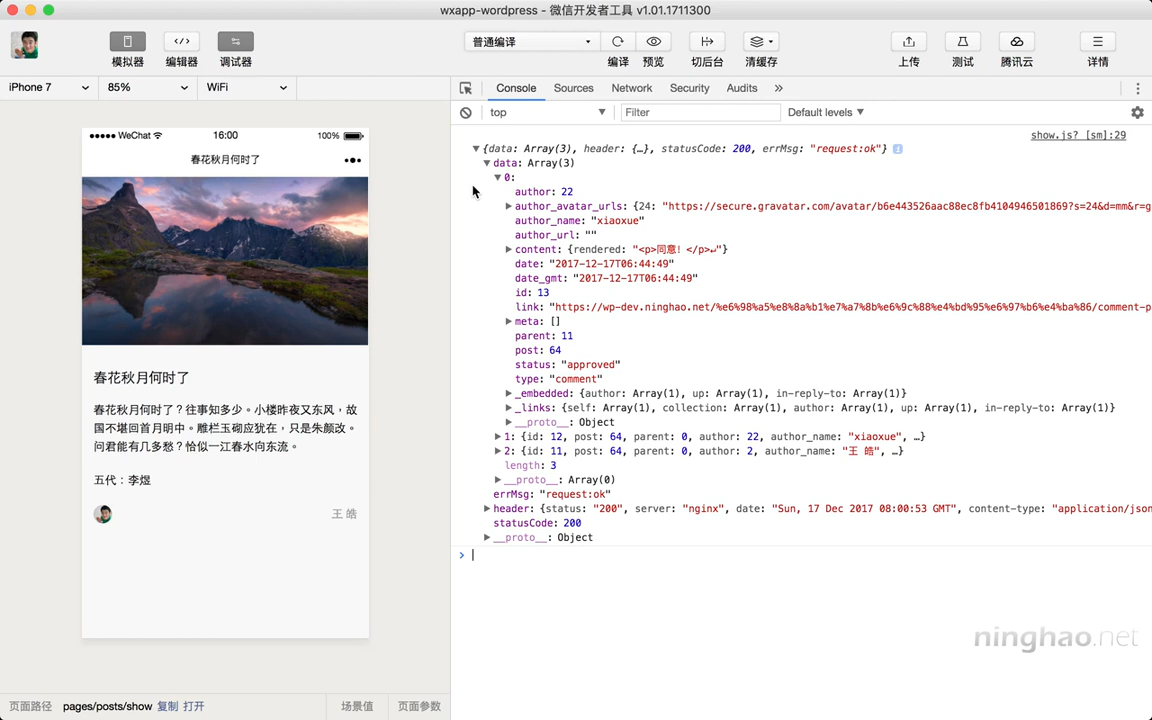 wxapp-wordpress - 微信开发者工具 v1.01.1711300
模拟器 编辑器 调试器
普通编译
编译 预览 切后台 清缓存
上传 测试 腾讯云 详情
iPhone 7 85% WiFi
Console Sources Network Security Audits »
top Filter Default levels
WeChat 16:00 100%
春花秋月何时了
春花秋月何时了
春花秋月何时了？往事知多少。小楼昨夜又东风，故
国不堪回首月明中。雕栏玉砌应犹在，只是朱颜改。
问君能有几多愁？恰似一江春水向东流。
五代：李煜
王 皓
show.js? [sm]:29
{data: Array(3), header: {…}, statusCode: 200, errMsg: "request:ok"}
data: Array(3)
0:
author: 22
author_avatar_urls: {24: "https://secure.gravatar.com/avatar/b6e443526aac88ec8fb4104946501869?s=24&d=mm&r=g
author_name: "xiaoxue"
author_url: ""
content: {rendered: "<p>同意！</p>↵"}
date: "2017-12-17T06:44:49"
date_gmt: "2017-12-17T06:44:49"
id: 13
link: "https://wp-dev.ninghao.net/%e6%98%a5%e8%8a%b1%e7%a7%8b%e6%9c%88%e4%bd%95%e6%97%b6%e4%ba%86/comment-p
meta: []
parent: 11
post: 64
status: "approved"
type: "comment"
_embedded: {author: Array(1), up: Array(1), in-reply-to: Array(1)}
_links: {self: Array(1), collection: Array(1), author: Array(1), up: Array(1), in-reply-to: Array(1)}
__proto__: Object
1: {id: 12, post: 64, parent: 0, author: 22, author_name: "xiaoxue", …}
2: {id: 11, post: 64, parent: 0, author: 2, author_name: "王 皓", …}
length: 3
__proto__: Array(0)
errMsg: "request:ok"
header: {status: "200", server: "nginx", date: "Sun, 17 Dec 2017 08:00:53 GMT", content-type: "application/json
statusCode: 200
__proto__: Object
ninghao.net
页面路径 pages/posts/show 复制 打开 场景值 页面参数